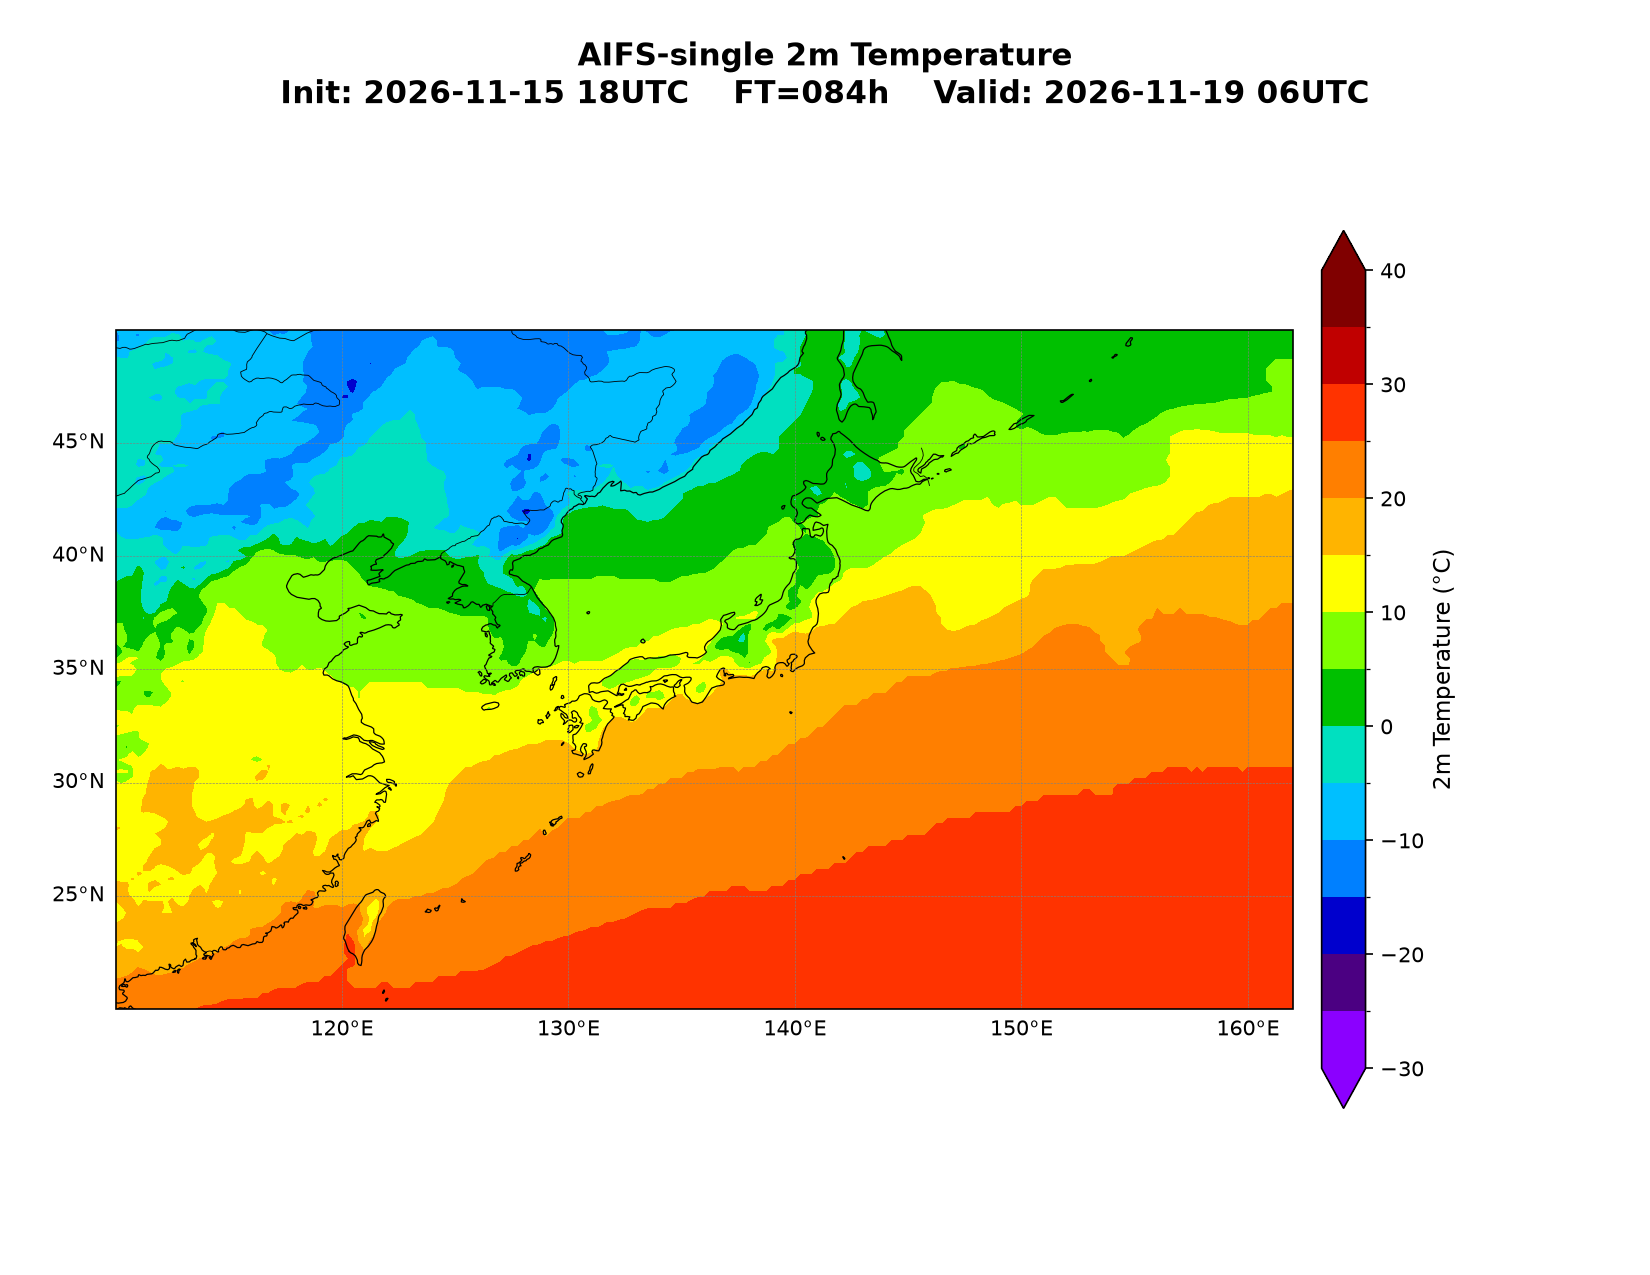 AIFS-single 2m Temperature
Init: 2026-11-15 18UTC    FT=084h    Valid: 2026-11-19 06UTC
45°N
40°N
35°N
30°N
25°N
120°E
130°E
140°E
150°E
160°E
40
30
20
10
0
−10
−20
−30
2m Temperature (°C)